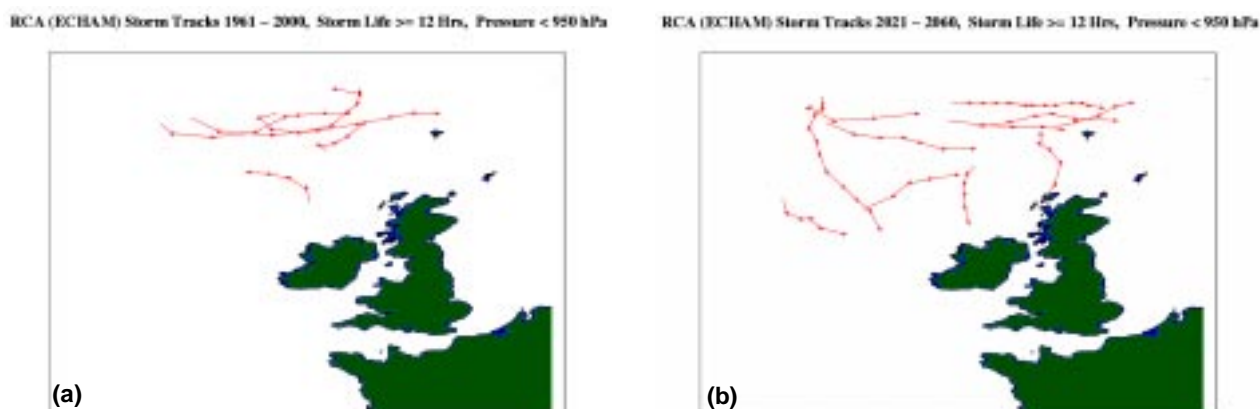 RCA (ECHAM) Storm Tracks 1961 – 2000, Storm Life >= 12 Hrs, Pressure < 950 hPa
RCA (ECHAM) Storm Tracks 2021 – 2060, Storm Life >= 12 Hrs, Pressure < 950 hPa
(a)
(b)